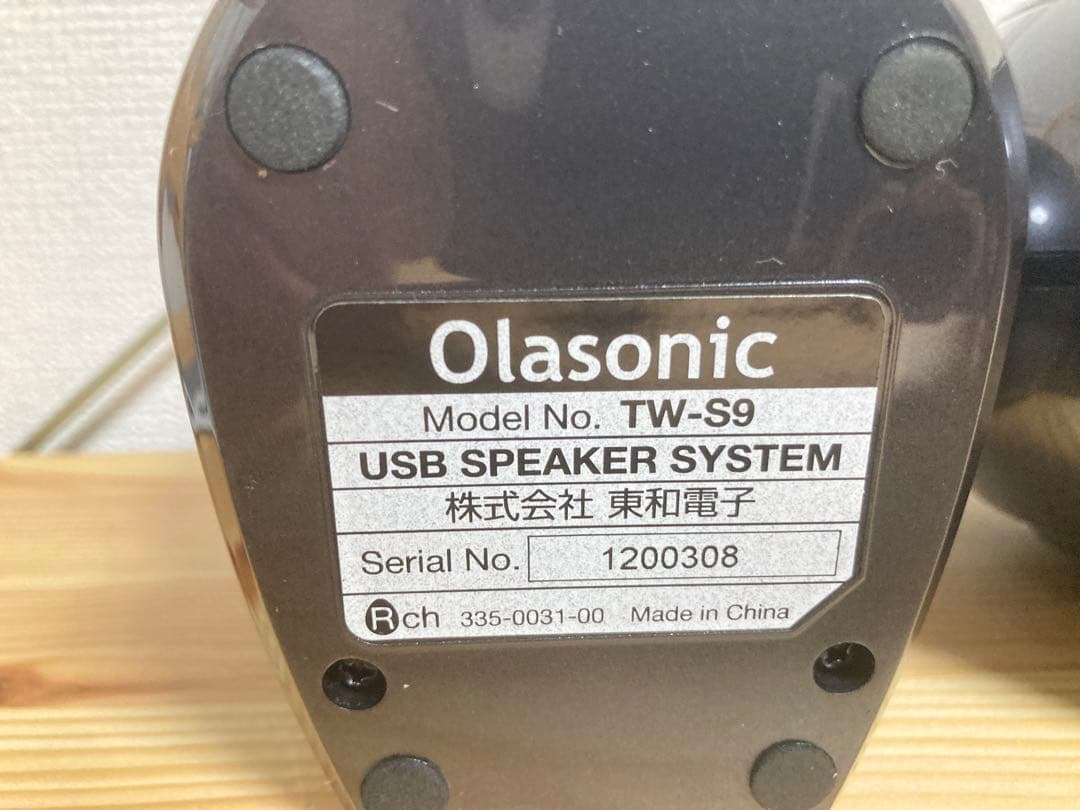 Olasonic
Model No. TW-S9
USB SPEAKER SYSTEM
株式会社 東和電子
Serial No. 1200308
Rch 335-0031-00 Made in China